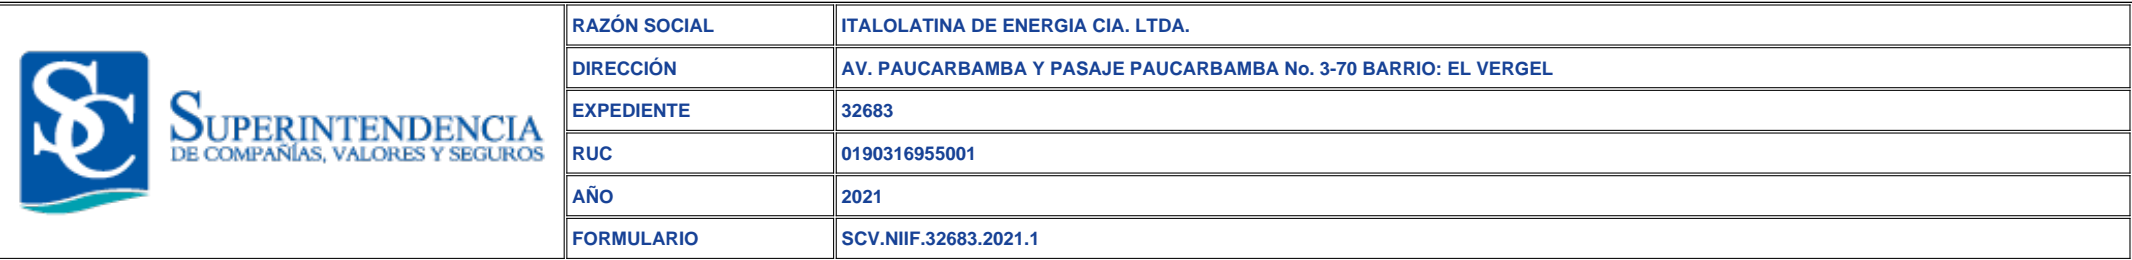 SC
SUPERINTENDENCIA
DE COMPAÑÍAS, VALORES Y SEGUROS
RAZÓN SOCIAL ITALOLATINA DE ENERGIA CIA. LTDA.
DIRECCIÓN AV. PAUCARBAMBA Y PASAJE PAUCARBAMBA No. 3-70 BARRIO: EL VERGEL
EXPEDIENTE 32683
RUC 0190316955001
AÑO 2021
FORMULARIO SCV.NIIF.32683.2021.1